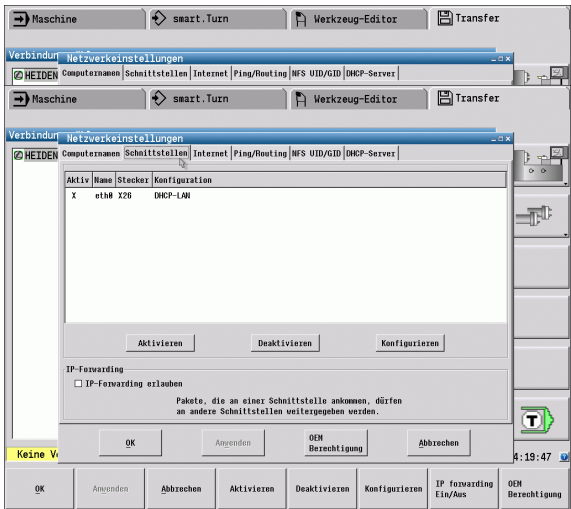 Maschine smart.Turn Werkzeug-Editor Transfer
Verbindun Netzwerkeinstellungen
HEIDEN Computernamen Schnittstellen Internet Ping/Routing NFS UID/GID DHCP-Server
Maschine smart.Turn Werkzeug-Editor Transfer
Verbindun Netzwerkeinstellungen
HEIDEN Computernamen Schnittstellen Internet Ping/Routing NFS UID/GID DHCP-Server
Aktiv Name Stecker Konfiguration
X eth0 X26 DHCP-LAN
Aktivieren Deaktivieren Konfigurieren
IP-Forwarding
IP-Forwarding erlauben
Pakete, die an einer Schnittstelle ankommen, dürfen
an andere Schnittstellen weitergegeben werden.
T
OK Anwenden OEM Berechtigung Abbrechen
Keine V 4:19:47
OK Anwenden Abbrechen Aktivieren Deaktivieren Konfigurieren IP forwarding Ein/Aus OEM Berechtigung